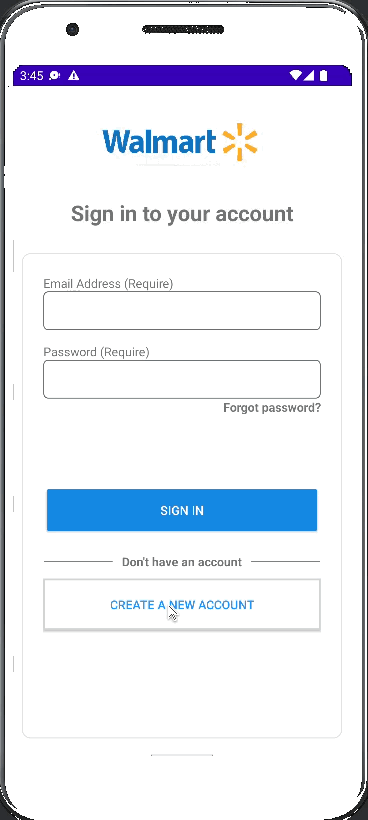 3:45
Walmart
Sign in to your account
Email Address (Require)
Password (Require)
Forgot password?
SIGN IN
Don't have an account
CREATE A NEW ACCOUNT